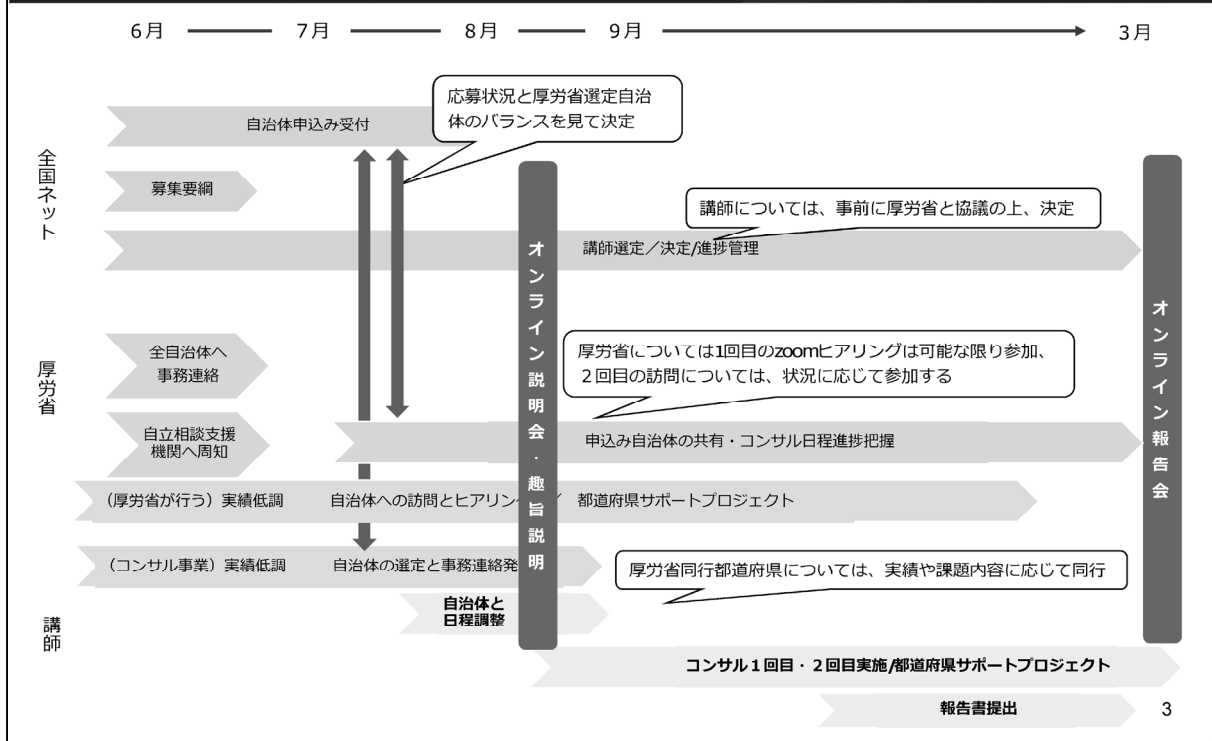 6月
7月
8月
9月
3月
応募状況と厚労省選定自治
体のバランスを見て決定
自治体申込み受付
全国ネット
募集要綱
講師については、事前に厚労省と協議の上、決定
講師選定／決定/進捗管理
オンライン説明会・趣旨説明
オンライン報告会
厚労省
全自治体へ
事務連絡
厚労省については1回目のzoomヒアリングは可能な限り参加、
２回目の訪問については、状況に応じて参加する
自立相談支援
機関へ周知
申込み自治体の共有・コンサル日程進捗把握
（厚労省が行う）実績低調 自治体への訪問とヒアリン／ 都道府県サポートプロジェクト
（コンサル事業）実績低調 自治体の選定と事務連絡発
厚労省同行都道府県については、実績や課題内容に応じて同行
講師
自治体と
日程調整
コンサル１回目・２回目実施/都道府県サポートプロジェクト
報告書提出
3